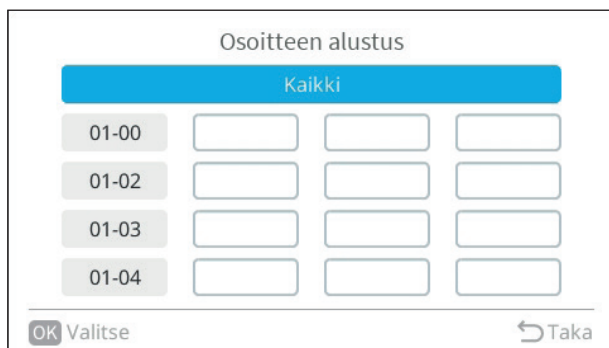 Osoitteen alustus
Kaikki
01-00
01-02
01-03
01-04
OK Valitse Taka